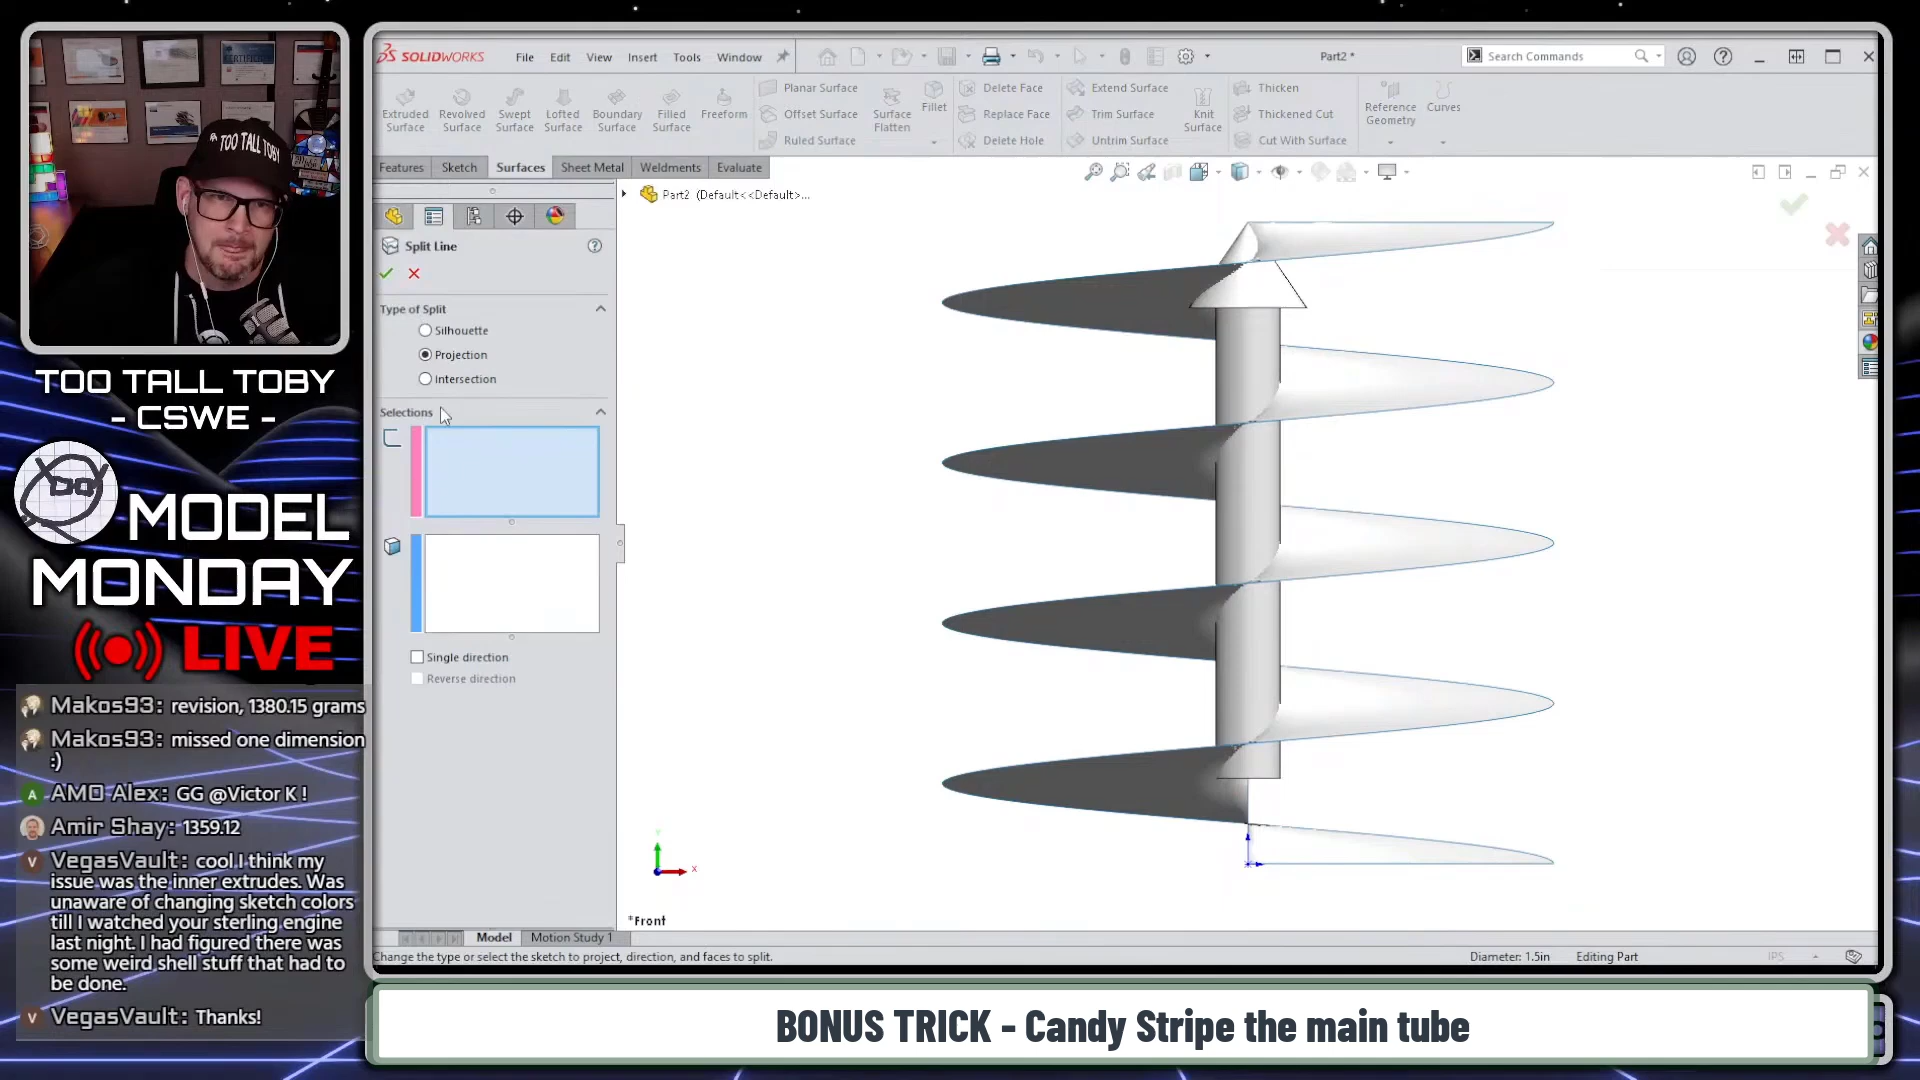 SOLIDWORKS
File
Edit
View
Insert
Tools
Window
Part2 *
Search Commands
Extruded
Surface
Revolved
Surface
Swept
Surface
Lofted
Surface
Boundary
Surface
Filled
Surface
Freeform
Planar Surface
Offset Surface
Ruled Surface
Surface
Flatten
Fillet
Delete Face
Replace Face
Delete Hole
Extend Surface
Trim Surface
Untrim Surface
Knit
Surface
Thicken
Thickened Cut
Cut With Surface
Reference
Geometry
Curves
Features
Sketch
Surfaces
Sheet Metal
Weldments
Evaluate
Part2 (Default<<Default>...
Split Line
Type of Split
Silhouette
Projection
Intersection
Selections
Single direction
Reverse direction
Y
X
*Front
Model
Motion Study 1
Change the type or select the sketch to project, direction, and faces to split.
Diameter: 1.5in
Editing Part
IPS
TOO TALL TOBY
TOO TALL TOBY
- CSWE -
MODEL
MONDAY
LIVE
Makos93: revision, 1380.15 grams
Makos93: missed one dimension
:)
A AMO Alex: GG @Victor K !
Amir Shay: 1359.12
V VegasVault: cool I think my
issue was the inner extrudes. Was
unaware of changing sketch colors
till I watched your sterling engine
last night. I had figured there was
some weird shell stuff that had to
be done.
V VegasVault: Thanks!
BONUS TRICK - Candy Stripe the main tube